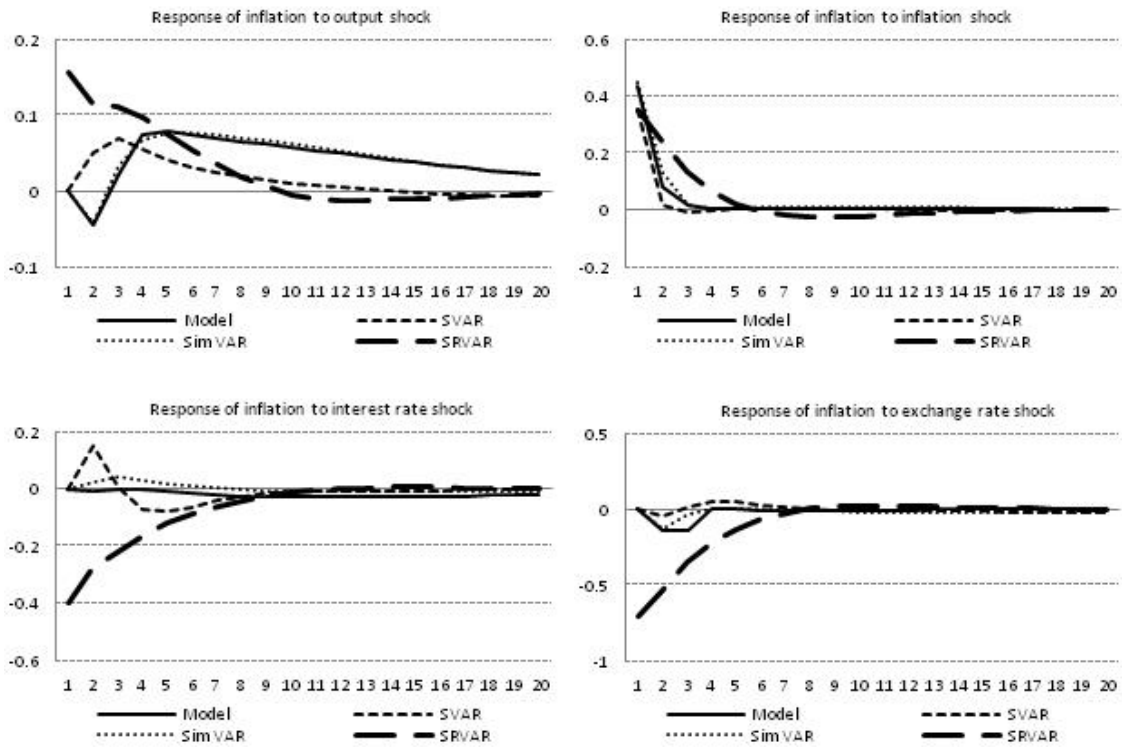 Response of inflation to output shock
0.2
0.1
0
-0.1
1 2 3 4 5 6 7 8 9 10 11 12 13 14 15 16 17 18 19 20
Model SVAR
Sim VAR SRVAR
Response of inflation to inflation shock
0.6
0.4
0.2
0
-0.2
1 2 3 4 5 6 7 8 9 10 11 12 13 14 15 16 17 18 19 20
Model SVAR
Sim VAR SRVAR
Response of inflation to interest rate shock
0.2
0
-0.2
-0.4
-0.6
1 2 3 4 5 6 7 8 9 10 11 12 13 14 15 16 17 18 19 20
Model SVAR
Sim VAR SRVAR
Response of inflation to exchange rate shock
0.5
0
-0.5
-1
1 2 3 4 5 6 7 8 9 10 11 12 13 14 15 16 17 18 19 20
Model SVAR
Sim VAR SRVAR